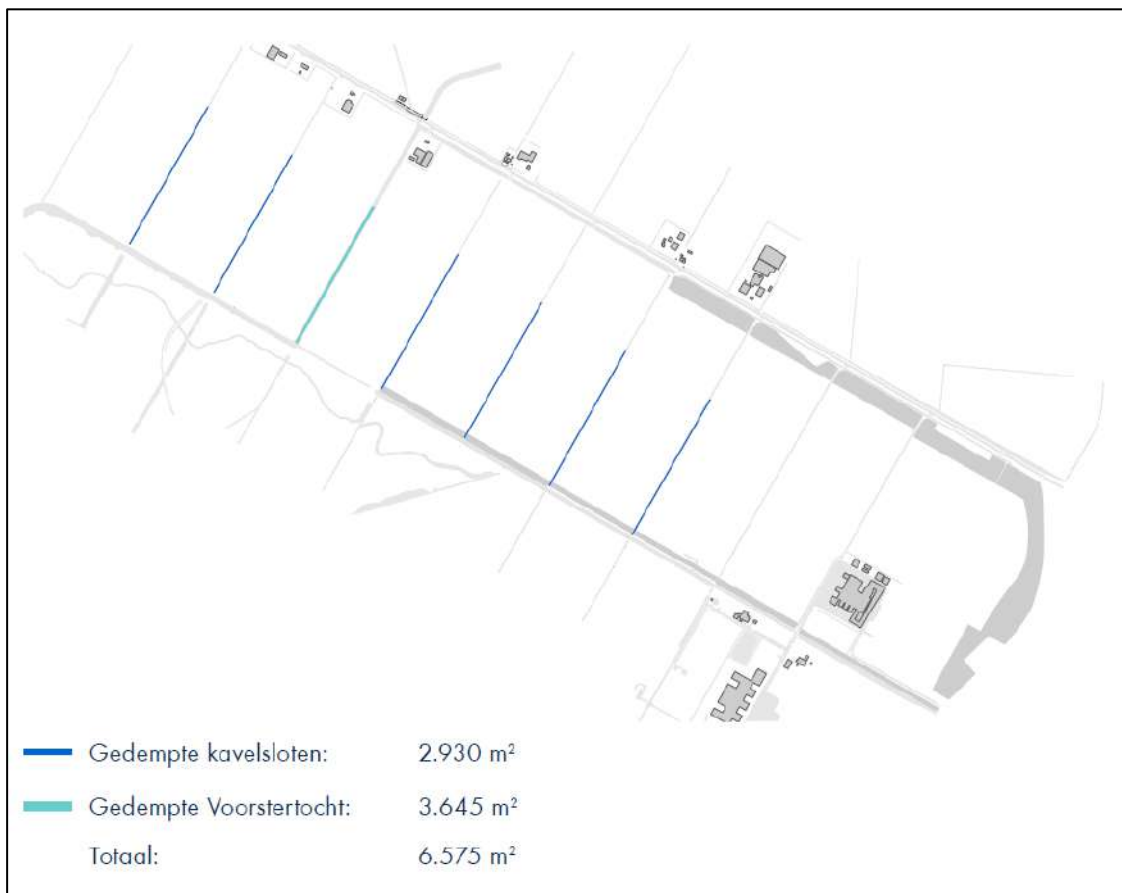 Gedempte kavelsloten: 2.930 m²
Gedempte Voorstertocht: 3.645 m²
Totaal: 6.575 m²